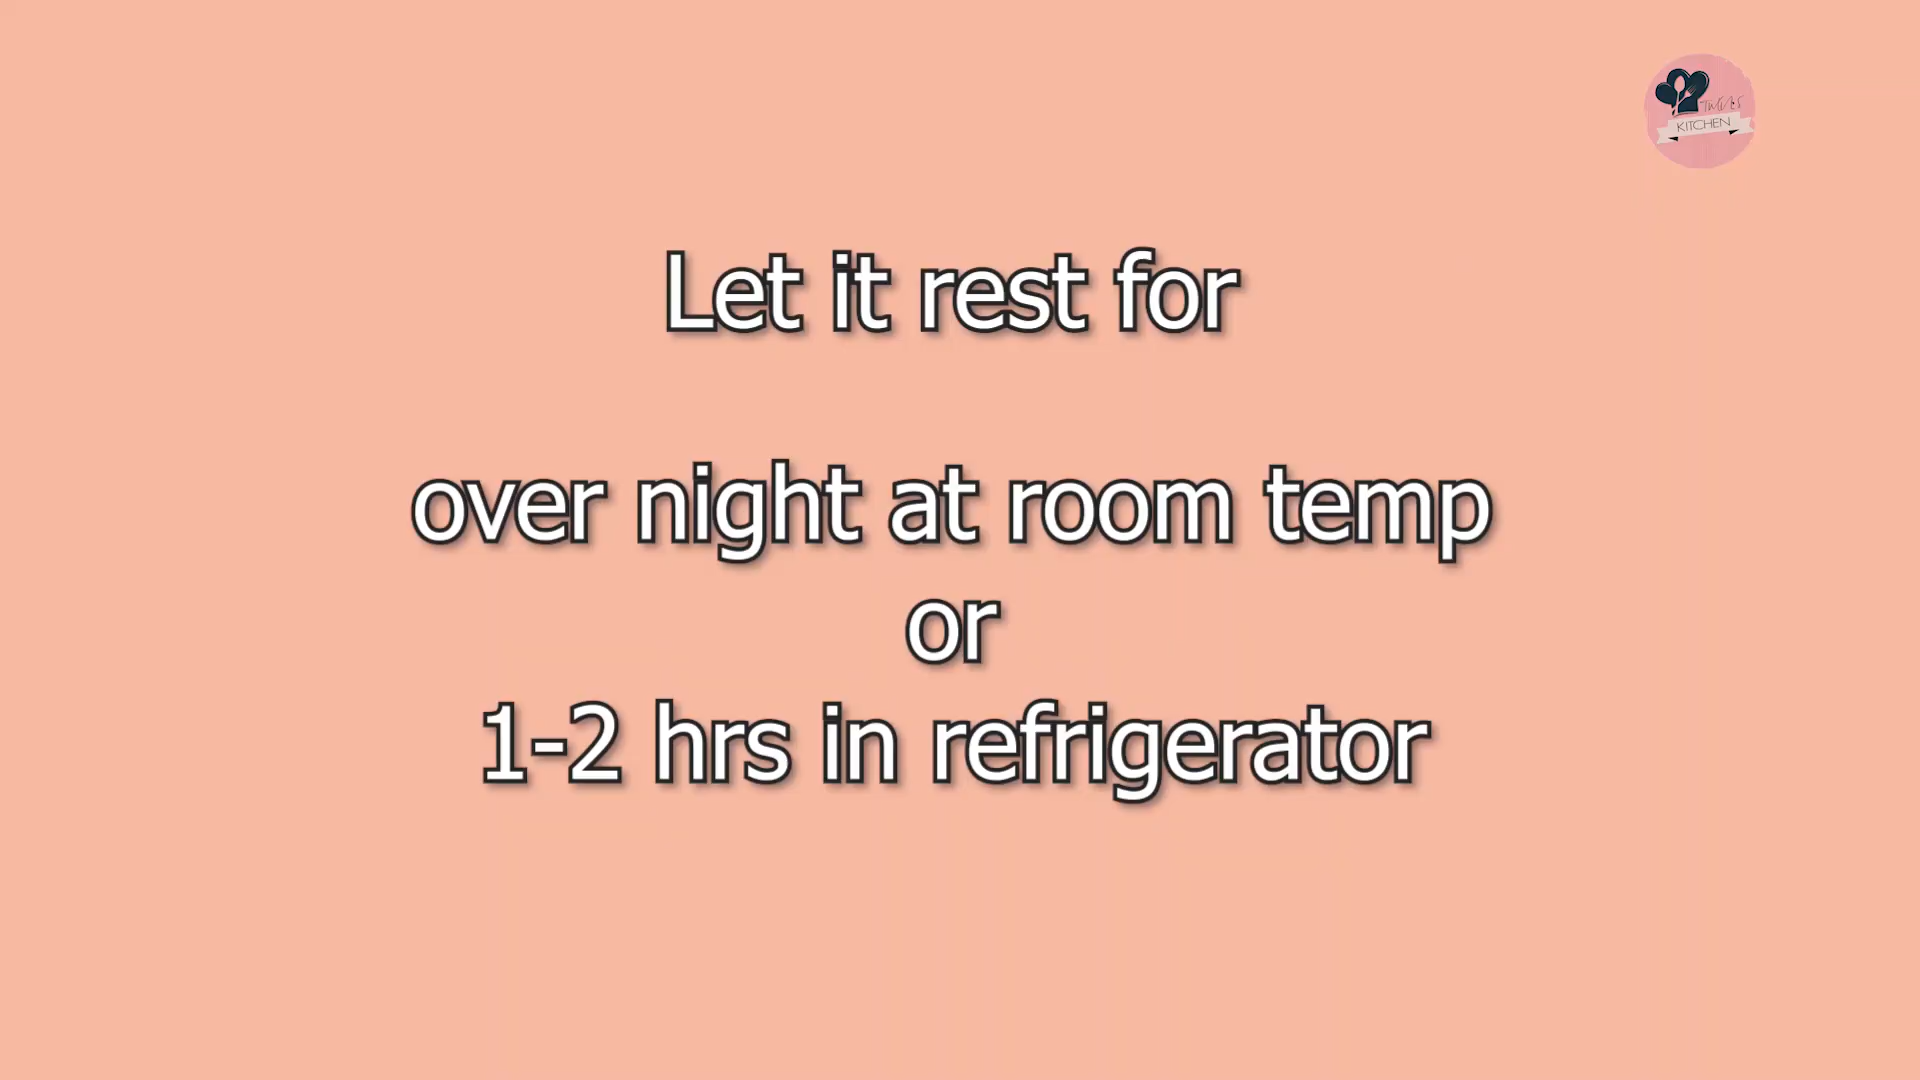 KITCHEN
Let it rest for
over night at room temp
or
1-2 hrs in refrigerator